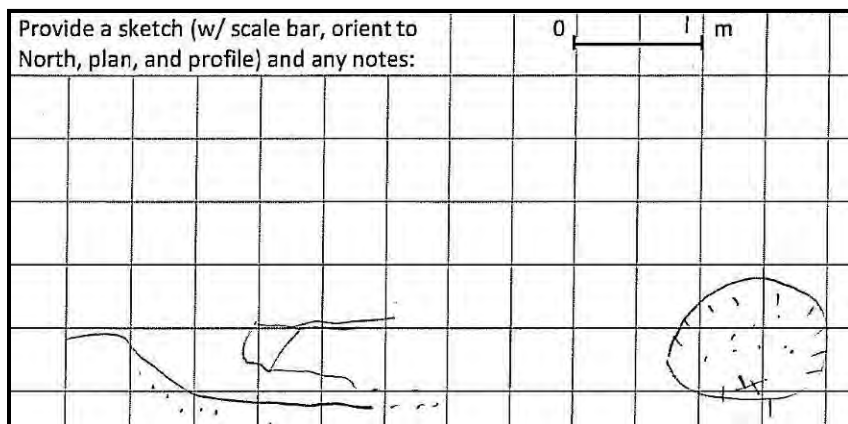 Provide a sketch (w/ scale bar, orient to 0 1 m
North, plan, and profile) and any notes: